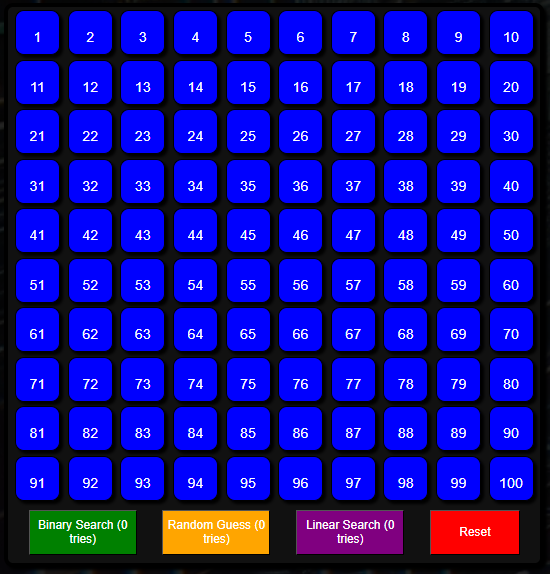 1 2 3 4 5 6 7 8 9 10
11 12 13 14 15 16 17 18 19 20
21 22 23 24 25 26 27 28 29 30
31 32 33 34 35 36 37 38 39 40
41 42 43 44 45 46 47 48 49 50
51 52 53 54 55 56 57 58 59 60
61 62 63 64 65 66 67 68 69 70
71 72 73 74 75 76 77 78 79 80
81 82 83 84 85 86 87 88 89 90
91 92 93 94 95 96 97 98 99 100
Binary Search (0
tries)
Random Guess (0
tries)
Linear Search (0
tries)
Reset